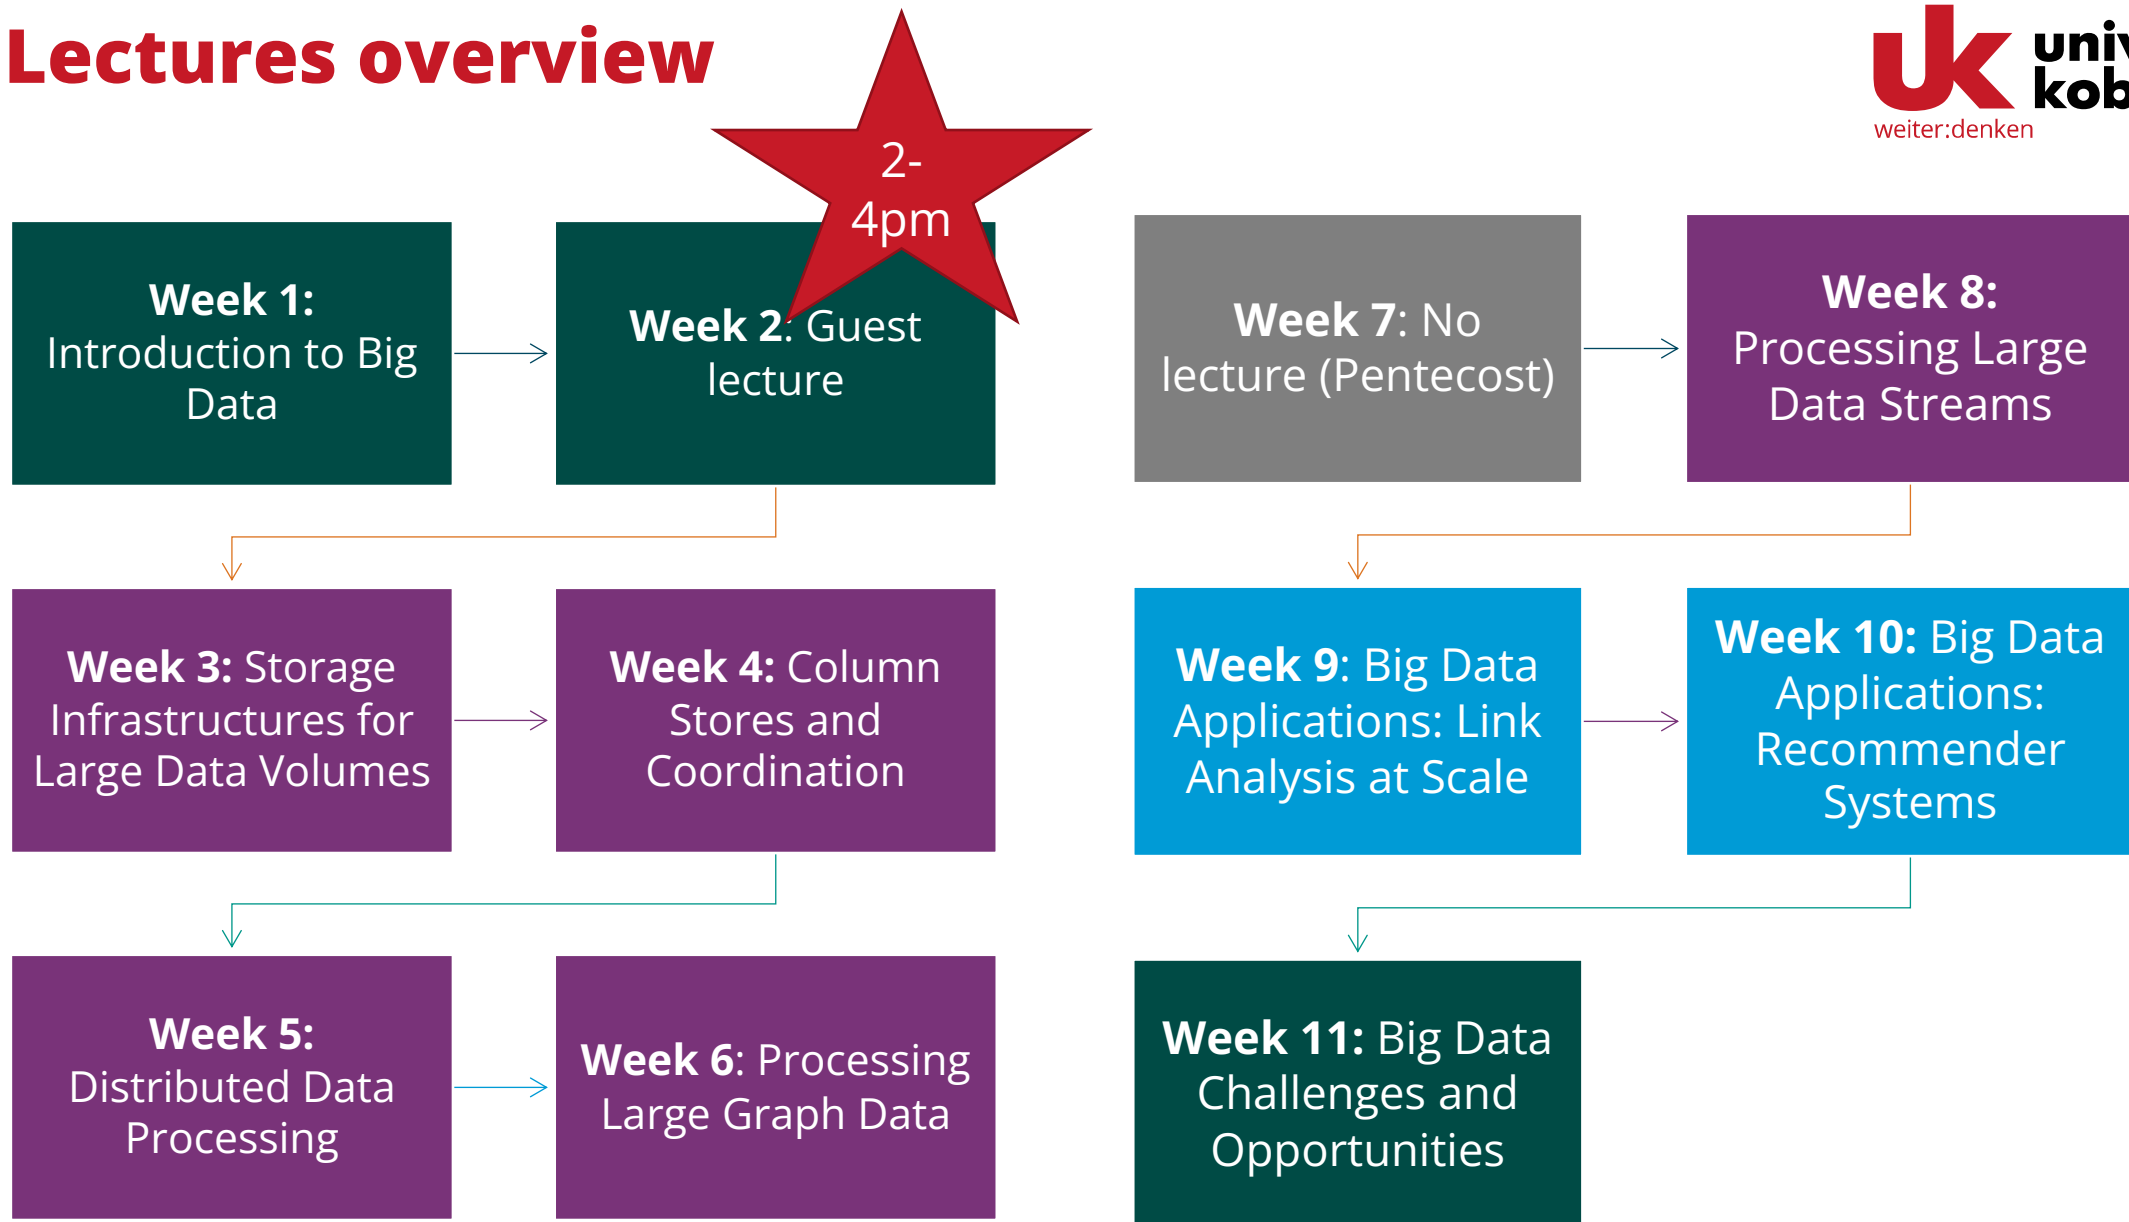 Lectures overview
2-
4pm
weiter:denken
Week 1:
Introduction to Big
Data
Week 2: Guest
lecture
Week 3: Storage
Infrastructures for
Large Data Volumes
Week 4: Column
Stores and
Coordination
Week 5:
Distributed Data
Processing
Week 6: Processing
Large Graph Data
Week 7: No
lecture (Pentecost)
Week 8:
Processing Large
Data Streams
Week 9: Big Data
Applications: Link
Analysis at Scale
Week 10: Big Data
Applications:
Recommender
Systems
Week 11: Big Data
Challenges and
Opportunities